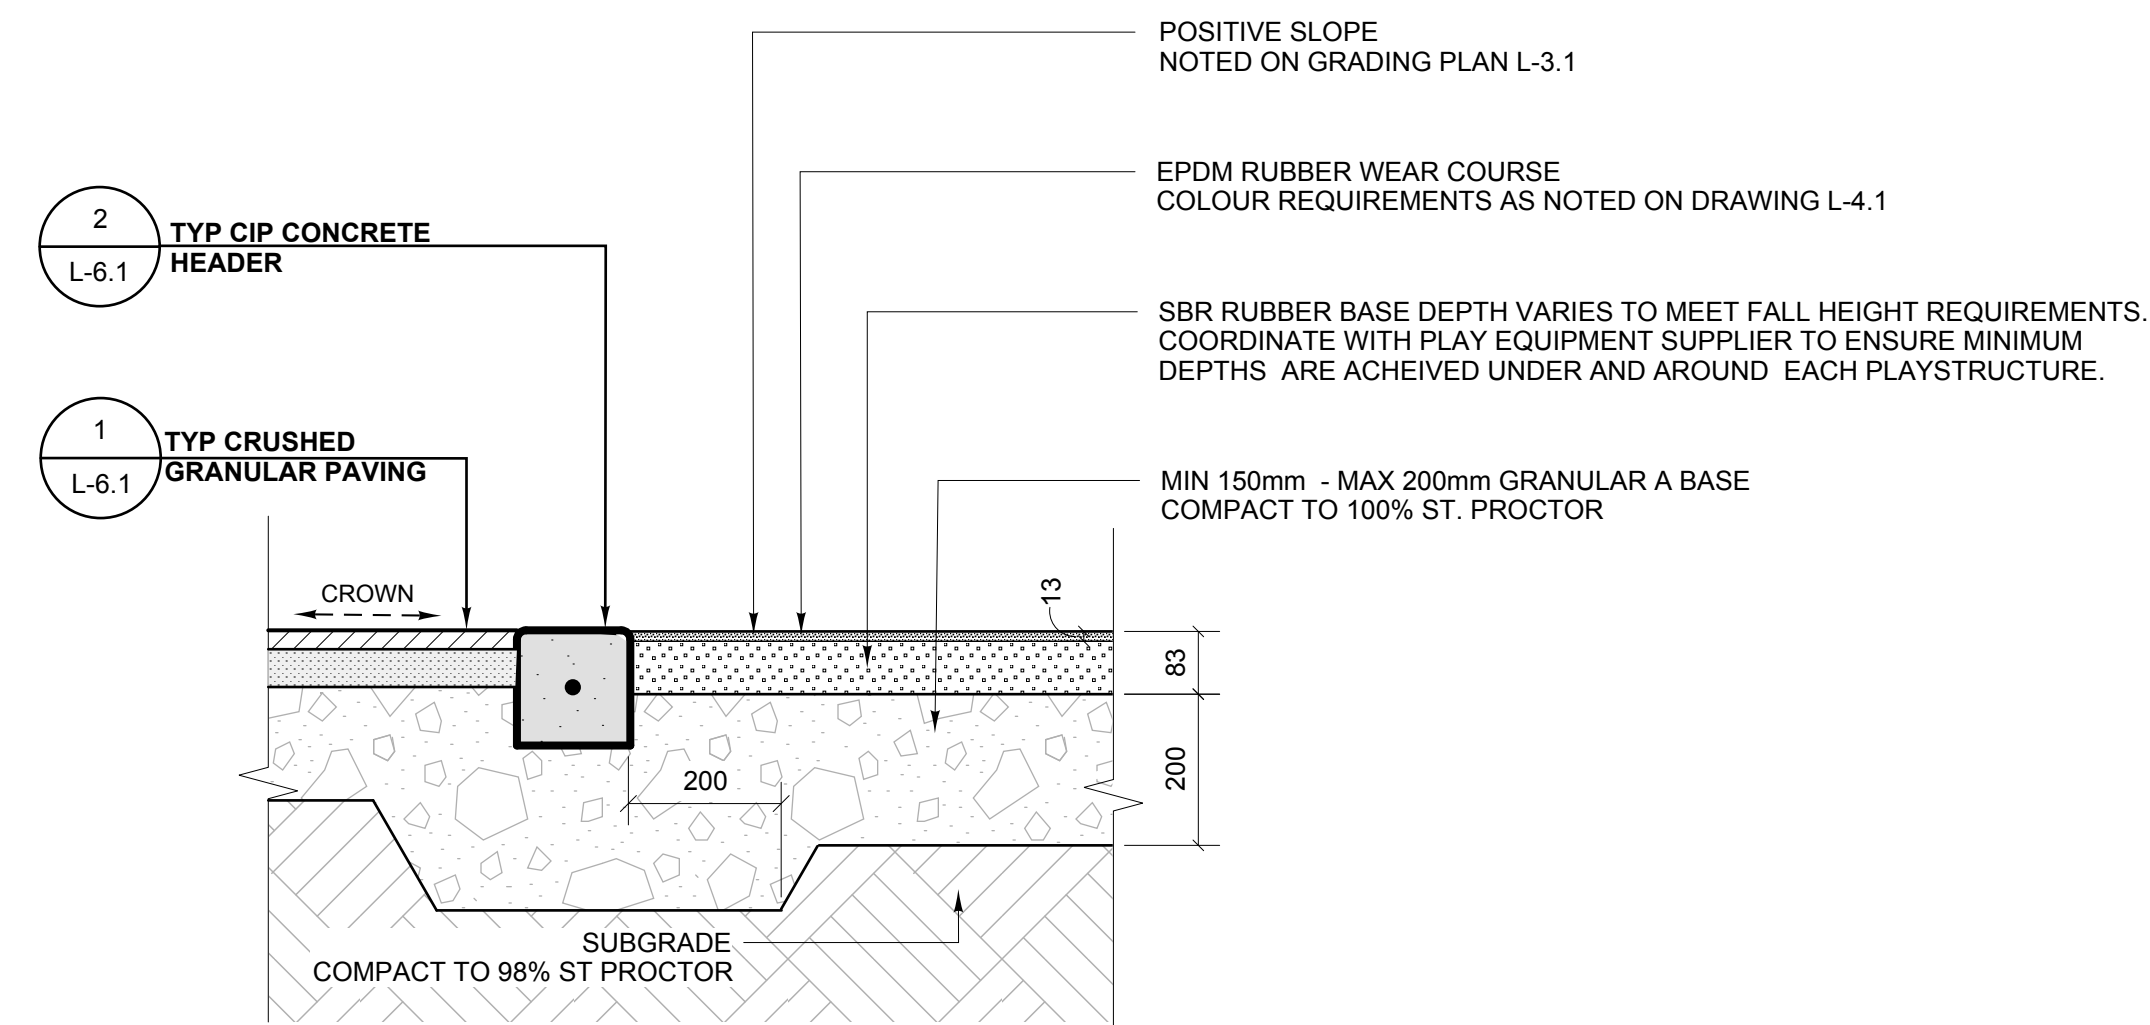 POSITIVE SLOPE
NOTED ON GRADING PLAN L-3.1
EPDM RUBBER WEAR COURSE
COLOUR REQUIREMENTS AS NOTED ON DRAWING L-4.1
2
L-6.1
TYP CIP CONCRETE
HEADER
SBR RUBBER BASE DEPTH VARIES TO MEET FALL HEIGHT REQUIREMENTS.
COORDINATE WITH PLAY EQUIPMENT SUPPLIER TO ENSURE MINIMUM
DEPTHS  ARE ACHEIVED UNDER AND AROUND  EACH PLAYSTRUCTURE.
1
L-6.1
TYP CRUSHED
GRANULAR PAVING
MIN 150mm  - MAX 200mm GRANULAR A BASE
COMPACT TO 100% ST. PROCTOR
CROWN
13
83
200
200
SUBGRADE
COMPACT TO 98% ST PROCTOR